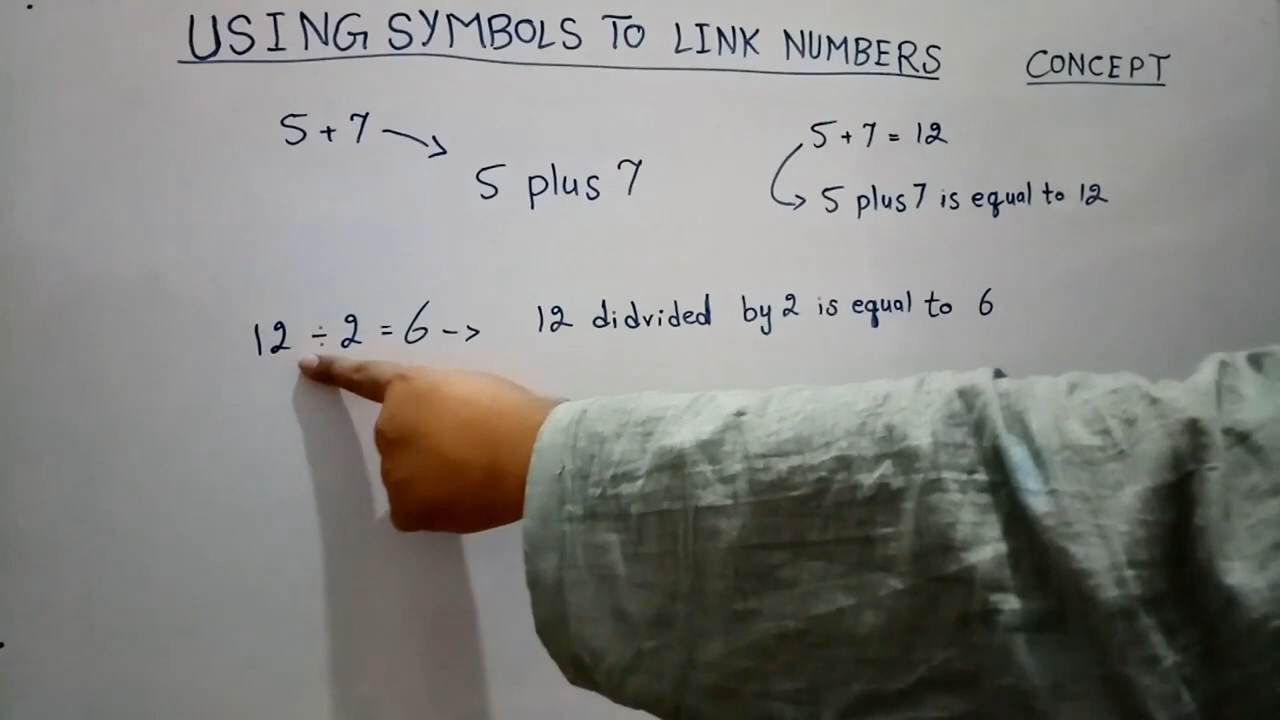 USING SYMBOLS TO LINK NUMBERS
CONCEPT
5 + 7
5 plus 7
5 + 7 = 12
5 plus 7 is equal to 12
12 ÷ 2 = 6 -> 12 didvided by 2 is equal to 6